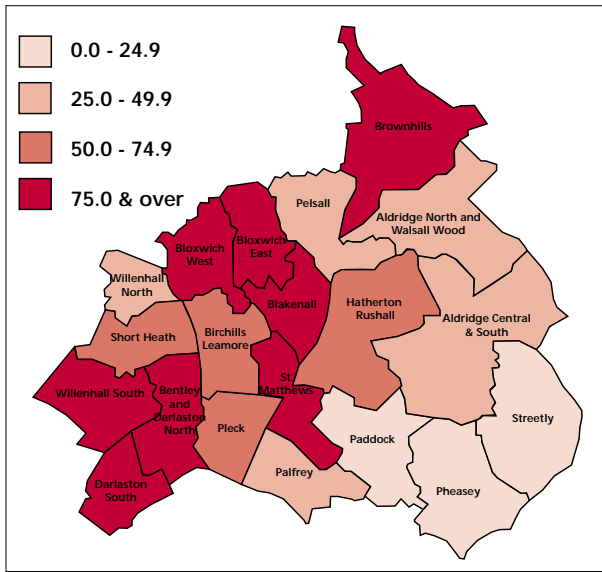 0.0 - 24.9
25.0 - 49.9
50.0 - 74.9
75.0 & over
Brownhills
Pelsall
Aldridge North and
Walsall Wood
Bloxwich
West
Bloxwich
East
Willenhall
North
Blakenall
Hatherton
Rushall
Aldridge Central
& South
Short Heath
Birchills
Leamore
Willenhall South
Bentley
and
Darlaston
North
St
Matthews
Streetly
Pleck
Paddock
Palfrey
Darlaston
South
Pheasey